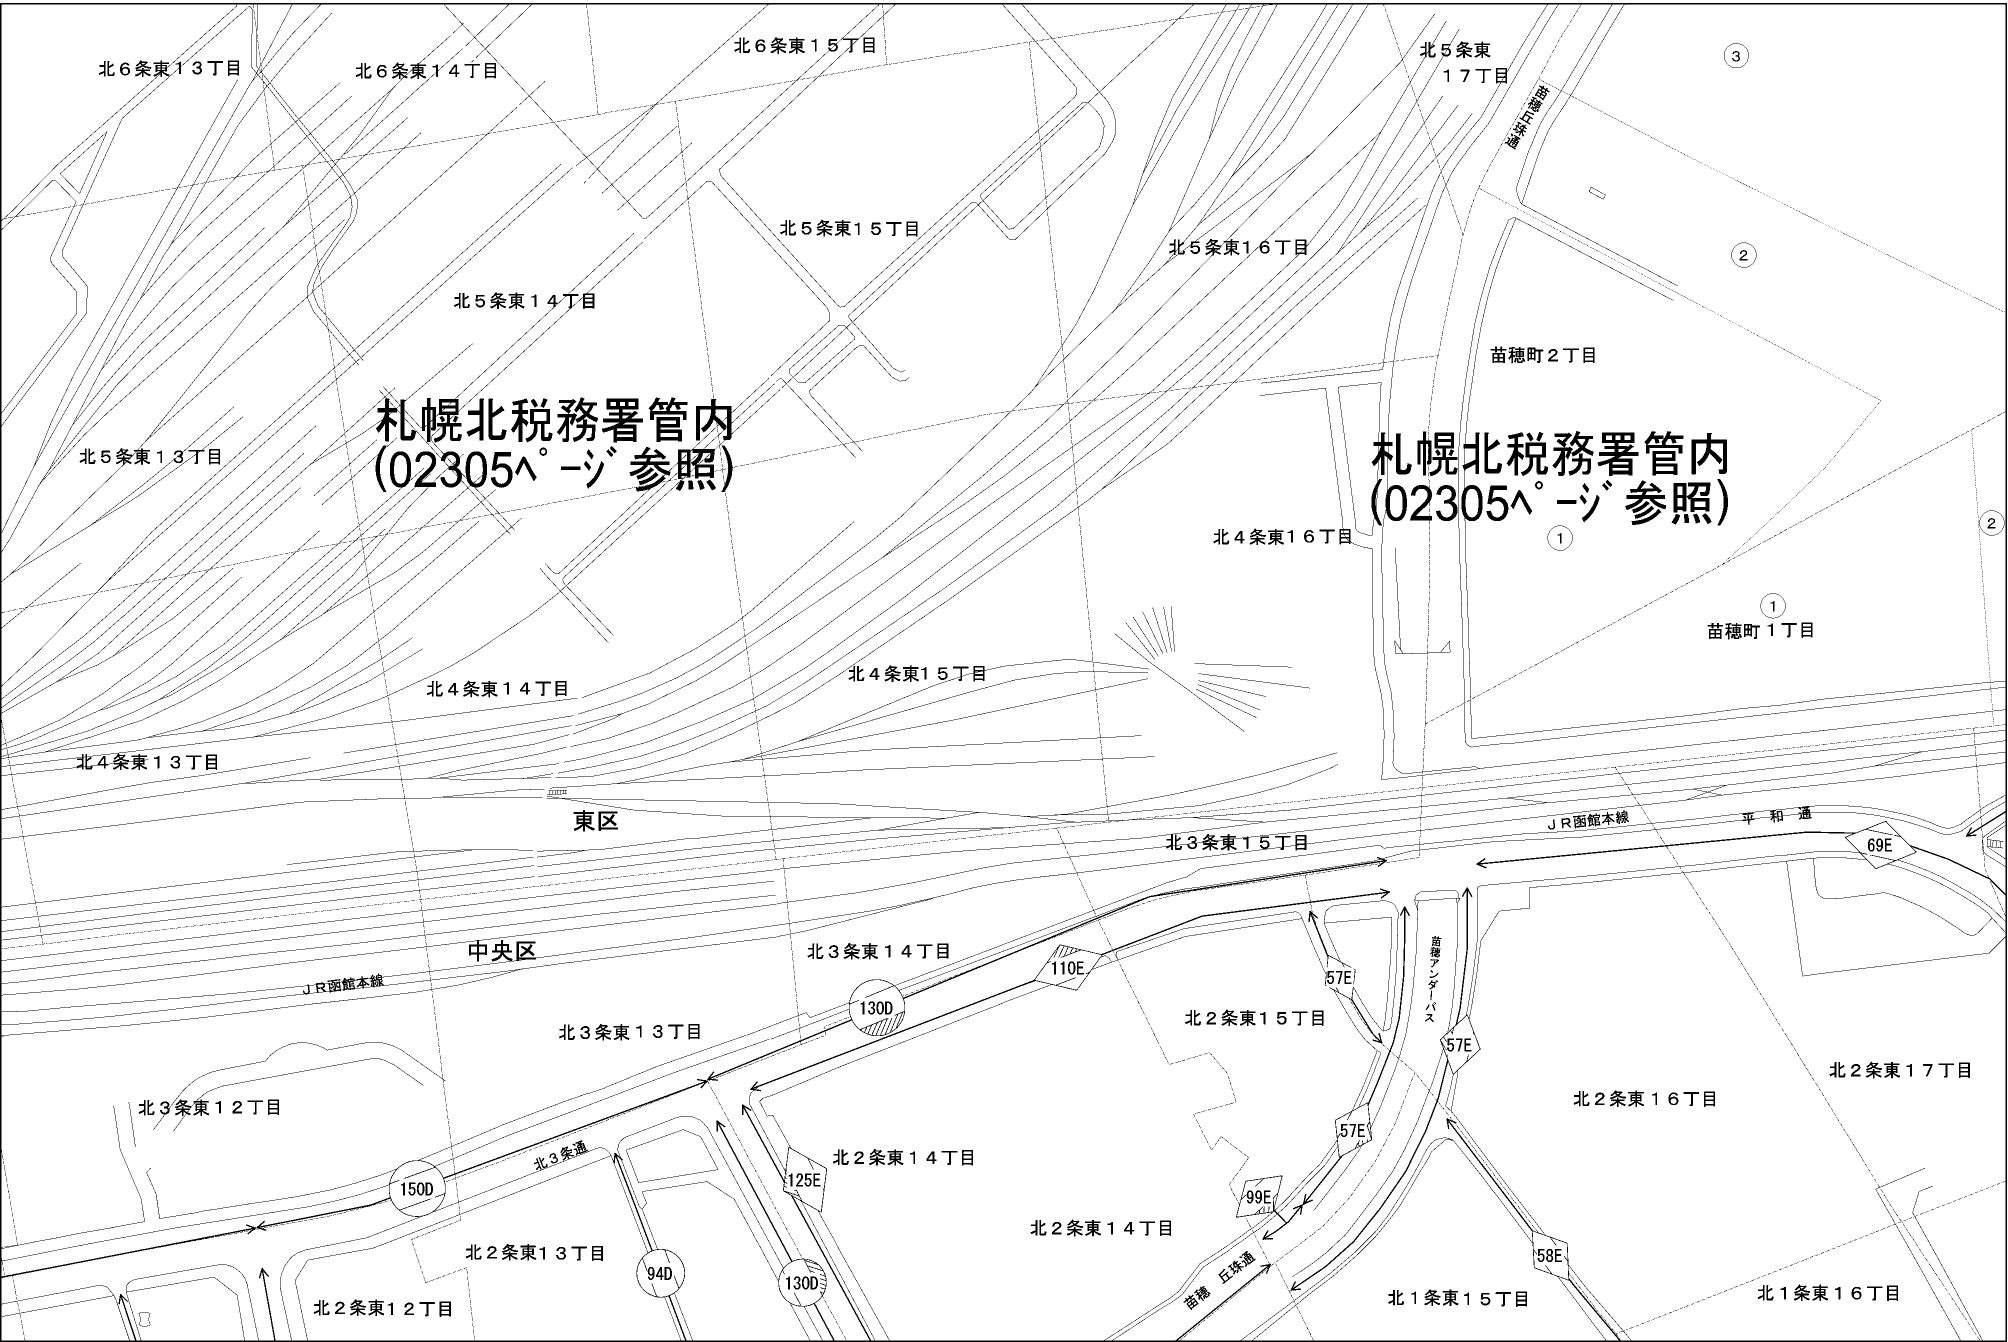 北６条東１３丁目
北６条東１４丁目
北６条東１５丁目
北５条東
１７丁目
③
苗穂丘珠通
北５条東１５丁目
北５条東１６丁目
②
北５条東１４丁目
苗穂町２丁目
札幌北税務署管内
(02305ﾍﾟｰｼﾞ参照)
札幌北税務署管内
(02305ﾍﾟｰｼﾞ参照)
北５条東１３丁目
北４条東１６丁目
①
②
①
苗穂町１丁目
北４条東１４丁目
北４条東１５丁目
北４条東１３丁目
東区
北３条東１５丁目
ＪＲ函館本線
平和通
69E
中央区
ＪＲ函館本線
北３条東１４丁目
110E
57E
苗穂アンダーパス
130D
北３条東１３丁目
北２条東１５丁目
57E
北２条東１７丁目
北３条東１２丁目
北２条東１６丁目
57E
北３条通
150D
125E
北２条東１４丁目
99E
北２条東１４丁目
北２条東１３丁目
94D
130D
苗穂丘珠通
58E
北２条東１２丁目
北１条東１５丁目
北１条東１６丁目